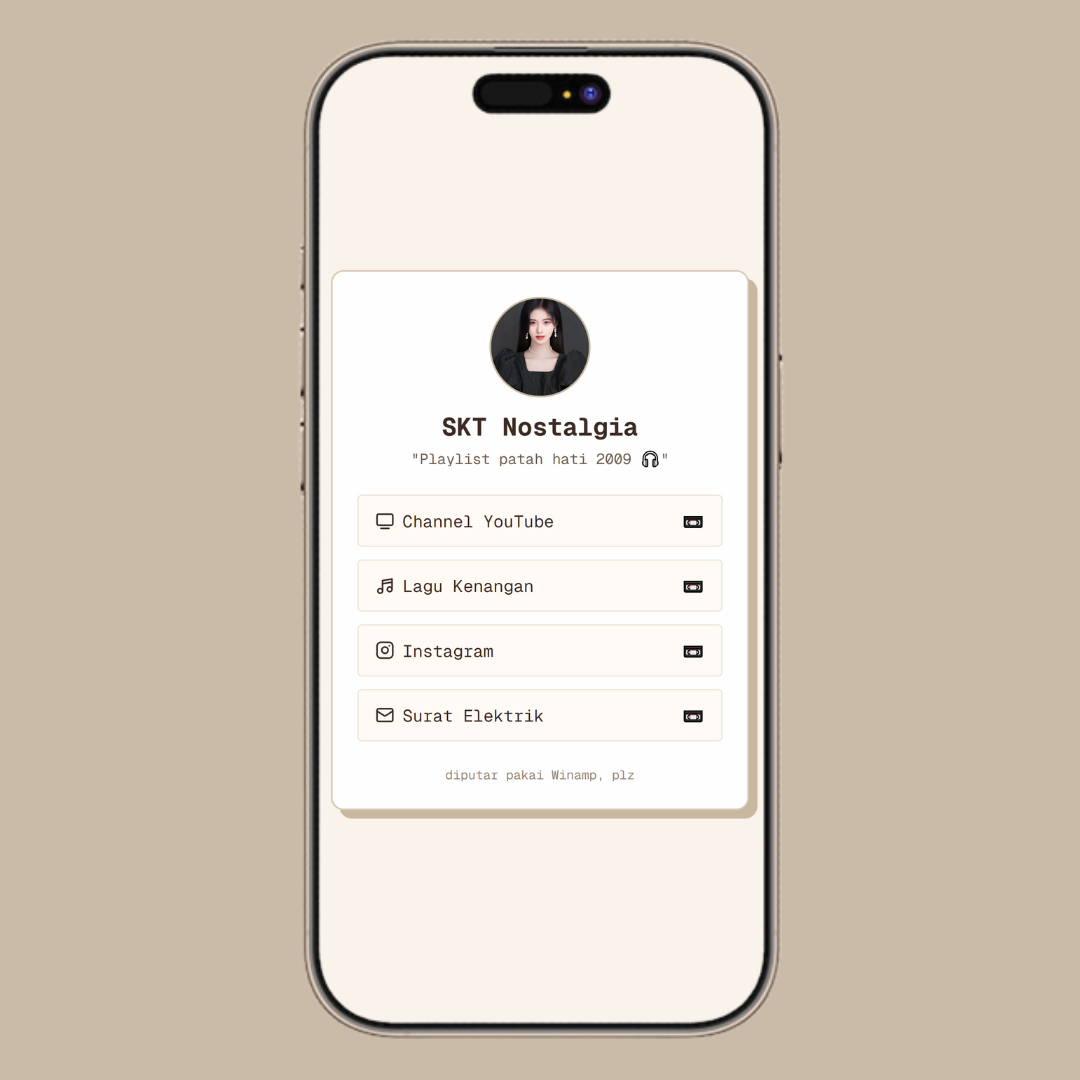 SKT Nostalgia
"Playlist patah hati 2009 🎧"
Channel YouTube
Lagu Kenangan
Instagram
Surat Elektrik
diputar pakai Winamp, plz